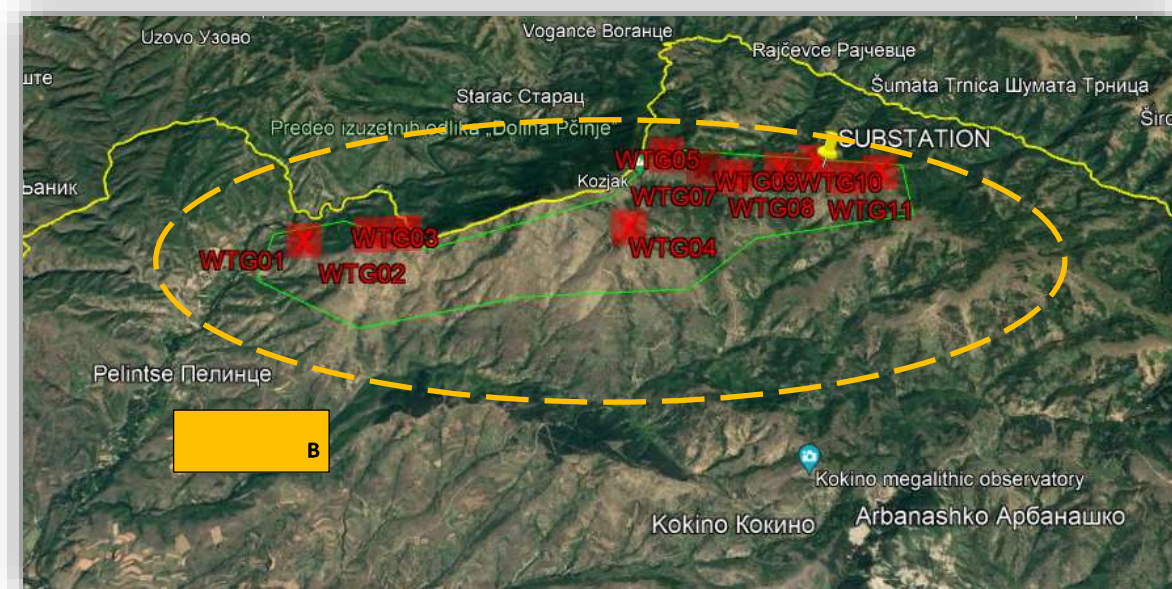 Uzovo Узово
Vogance Воганце
Rajčevce Рајчевце
Šumata Trnica Шумата Трница
Starac Старац
Predeo izuzetnih odlika „Dolina Pčinje"
SUBSTATION
WTG05
Kozjak
WTG07
WTG09
WTG10
WTG08
WTG11
WTG03
WTG04
WTG01
WTG02
Pelintse Пелинце
B
Kokino megalithic observatory
Kokino Кокино
Arbanashko Арбанашко